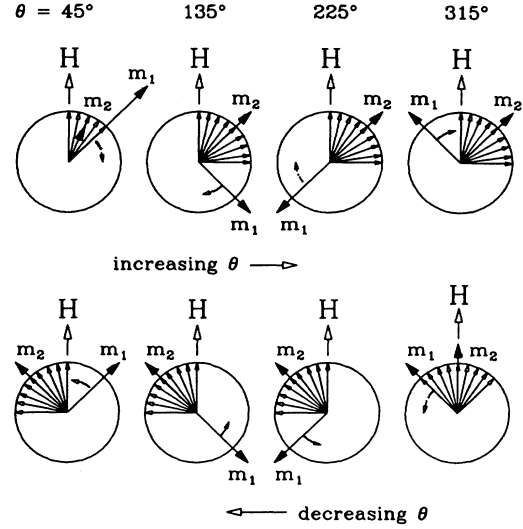 θ = 45° 135° 225° 315°
H H H H
m₁ m₂ m₂ m₂ m₁ m₂
m₁ m₁
increasing θ
H H H H
m₂ m₁ m₂ m₂ m₁ m₂
m₁ m₁
decreasing θ